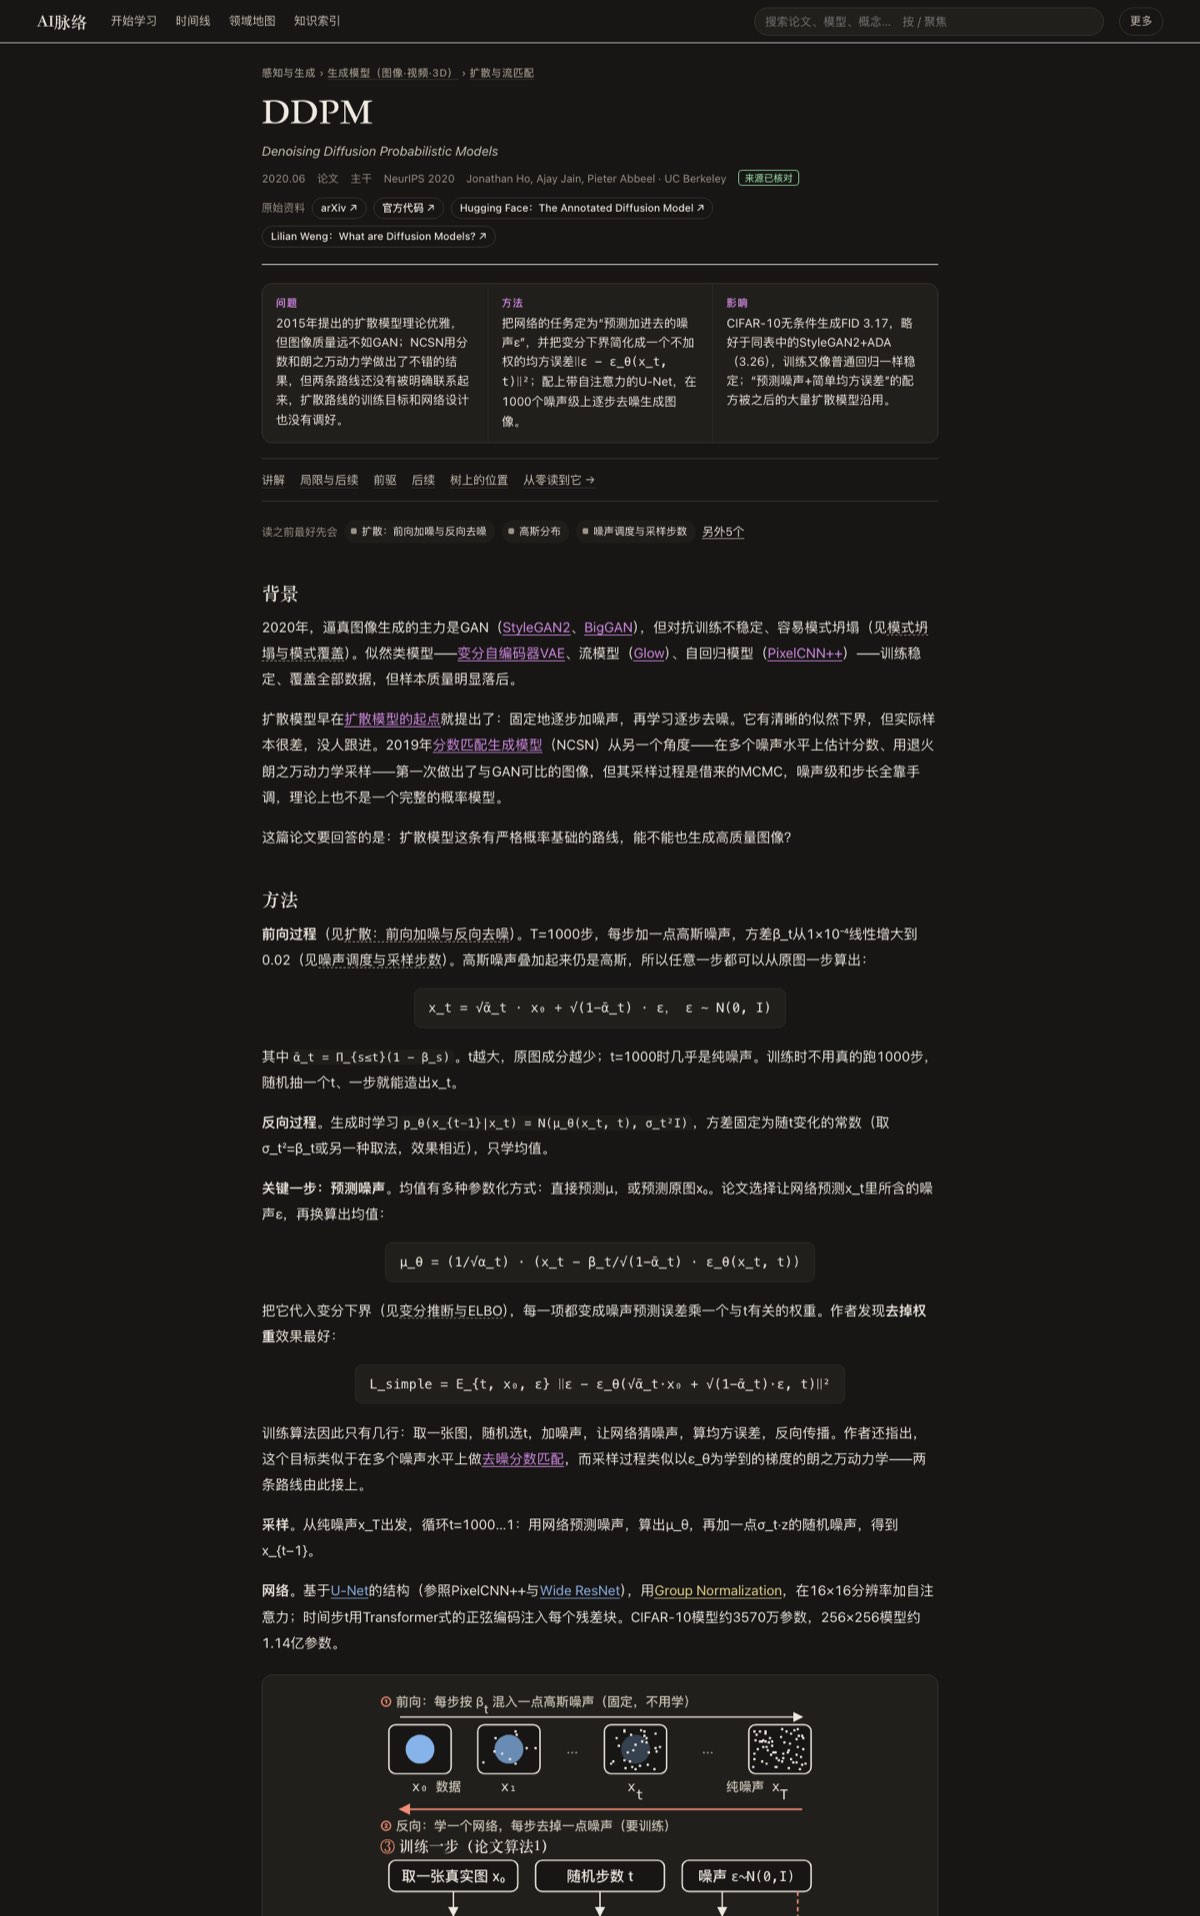 AI脉络 开始学习 时间线 领域地图 知识索引 搜索论文、模型、概念… 按 / 聚焦 更多
感知与生成 › 生成模型（图像·视频·3D） › 扩散与流匹配
DDPM
Denoising Diffusion Probabilistic Models
2020.06 论文 主干 NeurIPS 2020 Jonathan Ho, Ajay Jain, Pieter Abbeel · UC Berkeley 来源已核对
原始资料 arXiv ↗ 官方代码 ↗ Hugging Face：The Annotated Diffusion Model ↗
Lilian Weng：What are Diffusion Models? ↗
问题
2015年提出的扩散模型理论优雅，
但图像质量远不如GAN；NCSN用分
数和朗之万动力学做出了不错的结
果，但两条路线还没有被明确联系起
来，扩散路线的训练目标和网络设计
也没有调好。
方法
把网络的任务定为“预测加进去的噪
声ε”，并把变分下界简化成一个不加
权的均方误差‖ε − ε_θ(x_t,
t)‖²；配上带自注意力的U-Net，在
1000个噪声级上逐步去噪生成图
像。
影响
CIFAR-10无条件生成FID 3.17，略
好于同表中的StyleGAN2+ADA
（3.26），训练又像普通回归一样稳
定；“预测噪声+简单均方误差”的配
方被之后的大量扩散模型沿用。
讲解 局限与后续 前驱 后续 树上的位置 从零读到它 →
读之前最好先会 扩散：前向加噪与反向去噪 高斯分布 噪声调度与采样步数 另外5个
背景
2020年，逼真图像生成的主力是GAN（StyleGAN2、BigGAN），但对抗训练不稳定、容易模式坍塌（见模式坍
塌与模式覆盖）。似然类模型——变分自编码器VAE、流模型（Glow）、自回归模型（PixelCNN++）——训练稳
定、覆盖全部数据，但样本质量明显落后。
扩散模型早在扩散模型的起点就提出了：固定地逐步加噪声，再学习逐步去噪。它有清晰的似然下界，但实际样
本很差，没人跟进。2019年分数匹配生成模型（NCSN）从另一个角度——在多个噪声水平上估计分数、用退火
朗之万动力学采样——第一次做出了与GAN可比的图像，但其采样过程是借来的MCMC，噪声级和步长全靠手
调，理论上也不是一个完整的概率模型。
这篇论文要回答的是：扩散模型这条有严格概率基础的路线，能不能也生成高质量图像？
方法
前向过程（见扩散：前向加噪与反向去噪）。T=1000步，每步加一点高斯噪声，方差β_t从1×10⁻⁴线性增大到
0.02（见噪声调度与采样步数）。高斯噪声叠加起来仍是高斯，所以任意一步都可以从原图一步算出：
x_t = √ᾱ_t · x₀ + √(1−ᾱ_t) · ε, ε ~ N(0, I)
其中 ᾱ_t = Π_{s≤t}(1 − β_s) 。t越大，原图成分越少；t=1000时几乎是纯噪声。训练时不用真的跑1000步，
随机抽一个t、一步就能造出x_t。
反向过程。生成时学习 p_θ(x_{t−1}|x_t) = N(μ_θ(x_t, t), σ_t²I) ，方差固定为随t变化的常数（取
σ_t²=β_t或另一种取法，效果相近），只学均值。
关键一步：预测噪声。均值有多种参数化方式：直接预测μ，或预测原图x₀。论文选择让网络预测x_t里所含的噪
声ε，再换算出均值：
μ_θ = (1/√α_t) · (x_t − β_t/√(1−ᾱ_t) · ε_θ(x_t, t))
把它代入变分下界（见变分推断与ELBO），每一项都变成噪声预测误差乘一个与t有关的权重。作者发现去掉权
重效果最好：
L_simple = E_{t, x₀, ε} ‖ε − ε_θ(√ᾱ_t·x₀ + √(1−ᾱ_t)·ε, t)‖²
训练算法因此只有几行：取一张图，随机选t，加噪声，让网络猜噪声，算均方误差，反向传播。作者还指出，
这个目标类似于在多个噪声水平上做去噪分数匹配，而采样过程类似以ε_θ为学到的梯度的朗之万动力学——两
条路线由此接上。
采样。从纯噪声x_T出发，循环t=1000…1：用网络预测噪声，算出μ_θ，再加一点σ_t·z的随机噪声，得到
x_{t−1}。
网络。基于U-Net的结构（参照PixelCNN++与Wide ResNet），用Group Normalization，在16×16分辨率加自注
意力；时间步t用Transformer式的正弦编码注入每个残差块。CIFAR-10模型约3570万参数，256×256模型约
1.14亿参数。
① 前向：每步按 β_t 混入一点高斯噪声（固定，不用学）
… …
x₀ 数据 x₁ x_t 纯噪声 x_T
② 反向：学一个网络，每步去掉一点噪声（要训练）
③ 训练一步（论文算法1）
取一张真实图 x₀ 随机步数 t 噪声 ε~N(0,I)